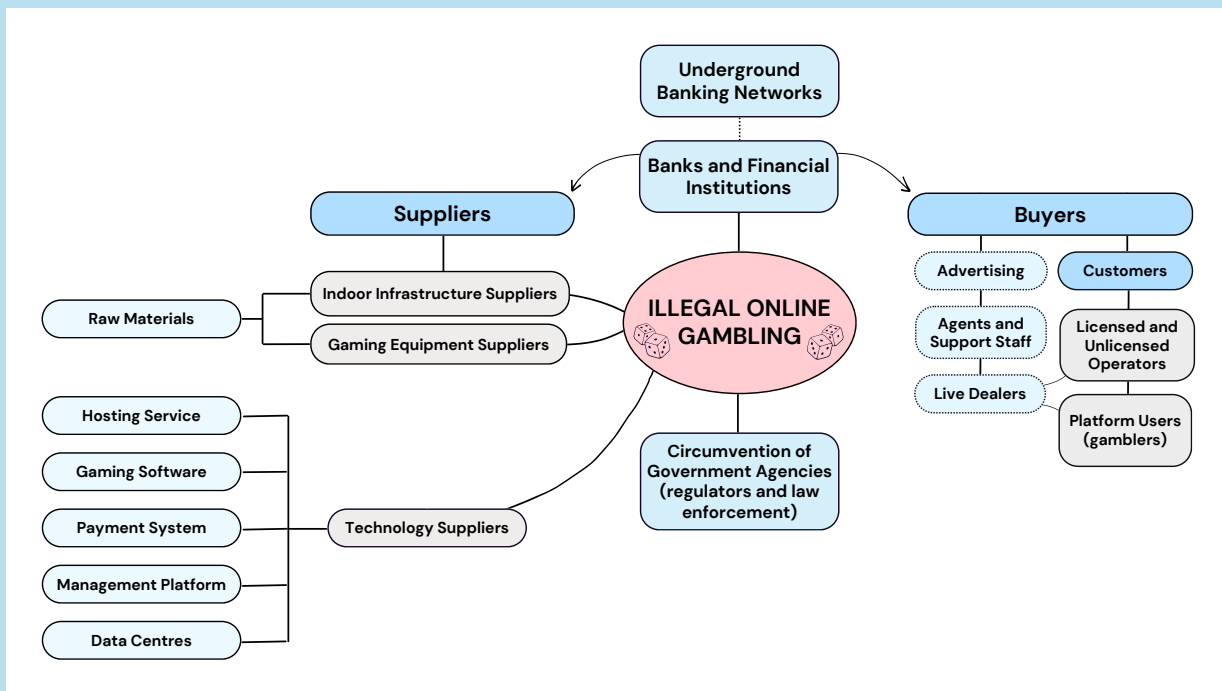 Underground
Banking Networks
Banks and Financial
Institutions
Suppliers
Buyers
Indoor Infrastructure Suppliers
Gaming Equipment Suppliers
Raw Materials
ILLEGAL ONLINE
GAMBLING
Advertising
Customers
Agents and
Support Staff
Licensed and
Unlicensed
Operators
Live Dealers
Platform Users
(gamblers)
Hosting Service
Gaming Software
Payment System
Management Platform
Data Centres
Technology Suppliers
Circumvention of
Government Agencies
(regulators and law
enforcement)